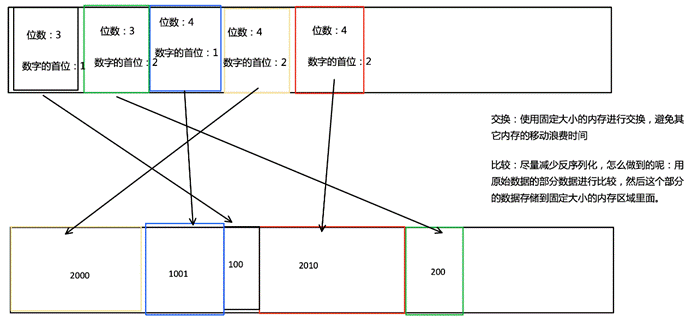 位数：3
数字的首位：1
位数：3
数字的首位：2
位数：4
数字的首位：1
位数：4
数字的首位：2
位数：4
数字的首位：2
交换：使用固定大小的内存进行交换，避免其
它内存的移动浪费时间
比较：尽量减少反序列化，怎么做到的呢：用
原始数据的部分数据进行比较，然后这个部分
的数据存储到固定大小的内存区域里面。
2000
1001
100
2010
200